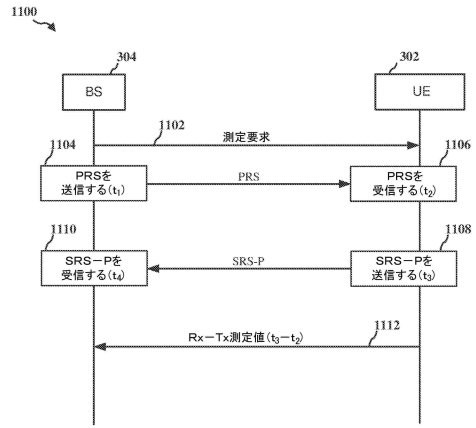 1100
304
302
BS
UE
1102
測定要求
1104
1106
PRSを
送信する(t₁)
PRS
PRSを
受信する(t₂)
1110
1108
SRS-Pを
受信する(t₄)
SRS-P
SRS-Pを
送信する(t₃)
1112
Rx-Tx測定値(t₃-t₂)